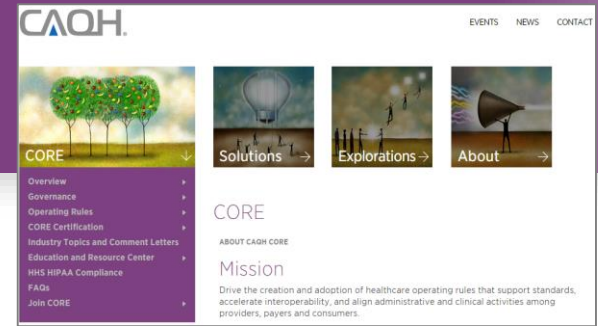 CAQH.
EVENTS NEWS CONTACT
CORE
Solutions
Explorations
About
Overview
Governance
Operating Rules
CORE Certification
Industry Topics and Comment Letters
Education and Resource Center
HHS HIPAA Compliance
FAQs
Join CORE
CORE
ABOUT CAQH CORE
Mission
Drive the creation and adoption of healthcare operating rules that support standards,
accelerate interoperability, and align administrative and clinical activities among
providers, payers and consumers.